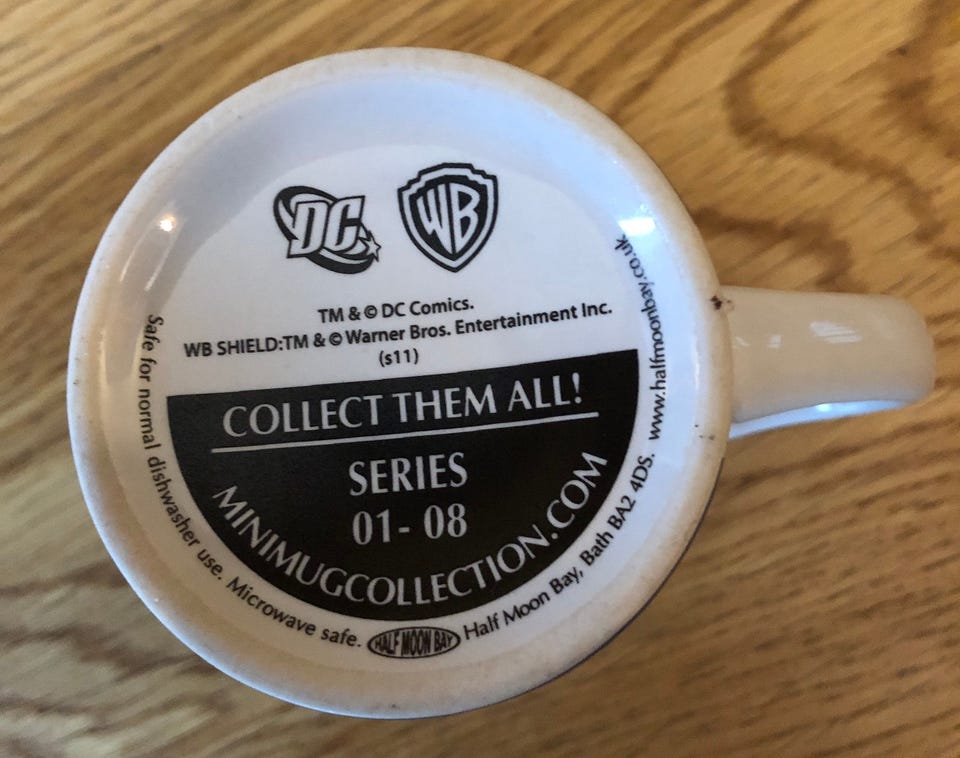 DC
WB
TM & © DC Comics.
WB SHIELD:TM & © Warner Bros. Entertainment Inc.
(s11)
COLLECT THEM ALL!
SERIES
01- 08
MINIMUGCOLLECTION.COM
Safe for normal dishwasher use. Microwave safe. HALF MOON BAY Half Moon Bay, Bath BA2 4DS. www.halfmoonbay.co.uk